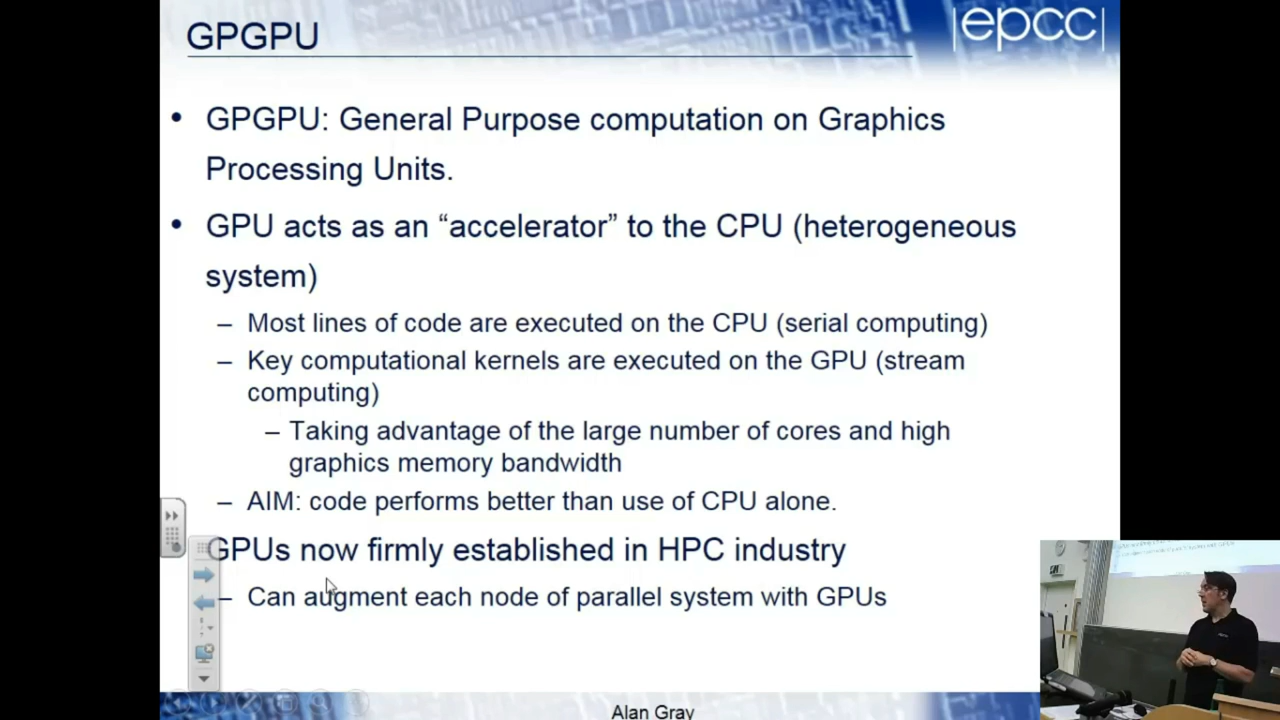 GPGPU
|epcc|
• GPGPU: General Purpose computation on Graphics
Processing Units.
• GPU acts as an “accelerator” to the CPU (heterogeneous
system)
– Most lines of code are executed on the CPU (serial computing)
– Key computational kernels are executed on the GPU (stream
computing)
– Taking advantage of the large number of cores and high
graphics memory bandwidth
– AIM: code performs better than use of CPU alone.
GPUs now firmly established in HPC industry
– Can augment each node of parallel system with GPUs
Alan Gray